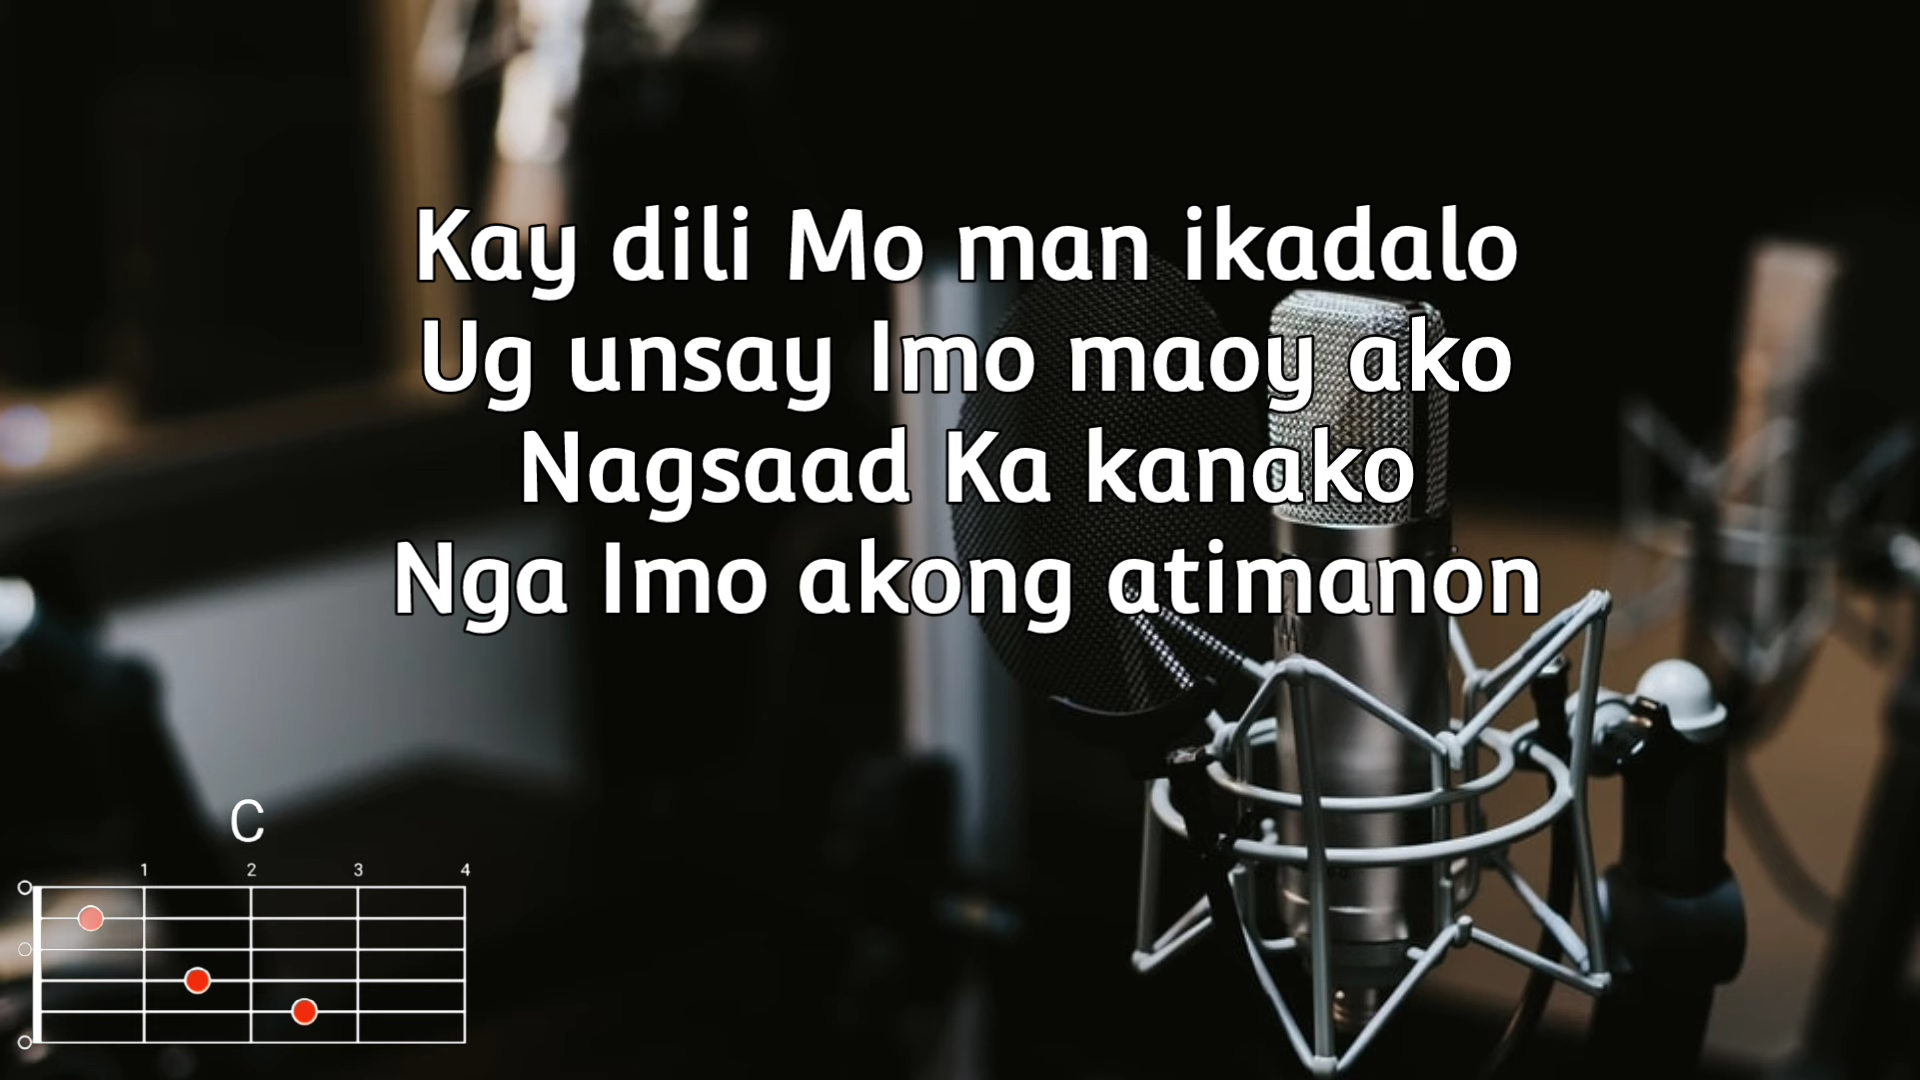 Kay dili Mo man ikadalo
Ug unsay Imo maoy ako
Nagsaad Ka kanako
Nga Imo akong atimanon
C
1 2 3 4